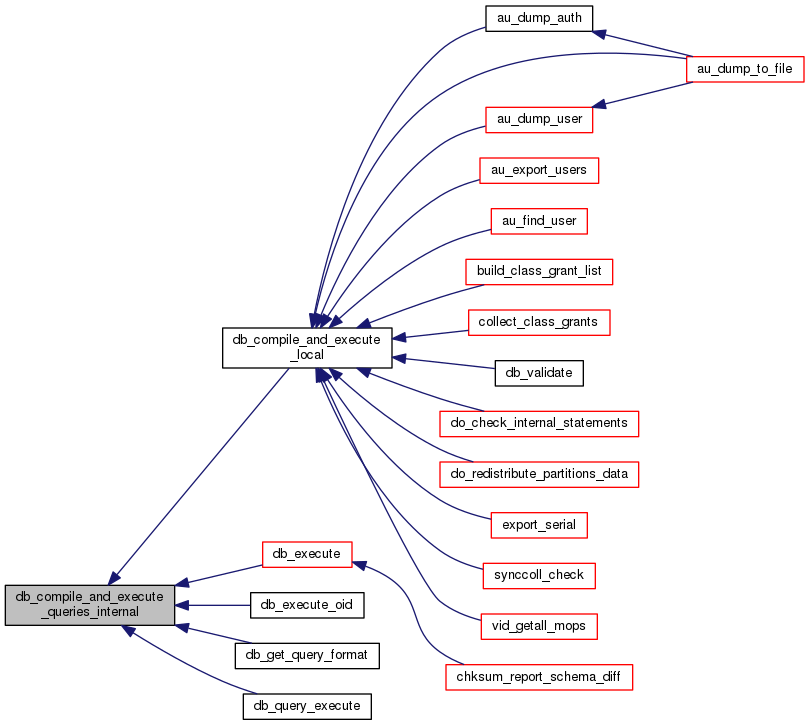 au_dump_auth
au_dump_to_file
au_dump_user
au_export_users
au_find_user
build_class_grant_list
collect_class_grants
db_compile_and_execute
_local
db_validate
do_check_internal_statements
do_redistribute_partitions_data
export_serial
db_execute
synccoll_check
db_compile_and_execute
_queries_internal
db_execute_oid
vid_getall_mops
db_get_query_format
chksum_report_schema_diff
db_query_execute